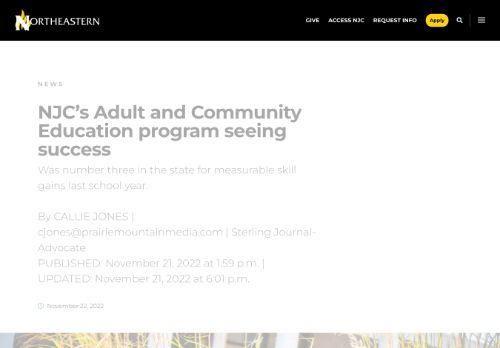 NORTHEASTERN
GIVE ACCESS NJC REQUEST INFO Apply
NEWS
NJC’s Adult and Community
Education program seeing
success
Was number three in the state for measurable skill
gains last school year.
By CALLIE JONES |
cjones@prairiemountainmedia.com | Sterling Journal-
Advocate
PUBLISHED: November 21, 2022 at 1:59 p.m. |
UPDATED: November 21, 2022 at 6:01 p.m.
November 22, 2022